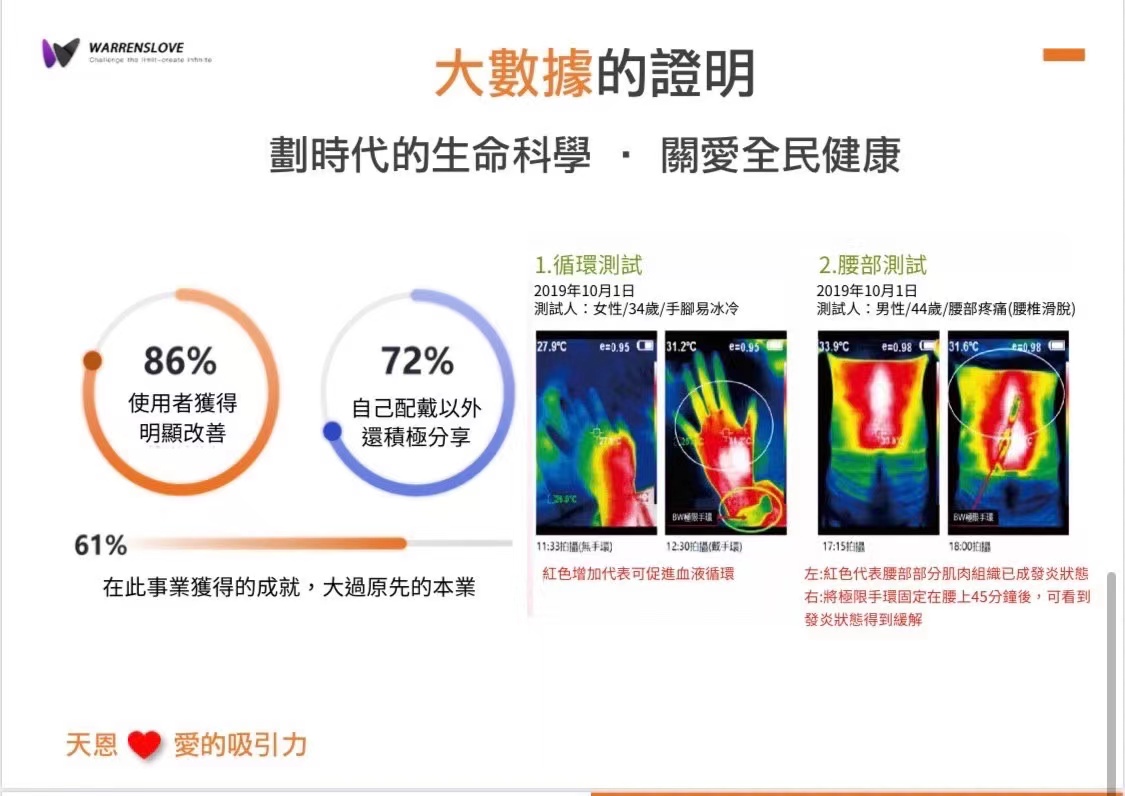 WARRENSLOVE
Challenge the limit-create infinite
大數據的證明
劃時代的生命科學 · 關愛全民健康
86%
使用者獲得
明顯改善
72%
自己配戴以外
還積極分享
61%
在此事業獲得的成就，大過原先的本業
1.循環測試
2019年10月1日
測試人：女性/34歲/手腳易冰冷
27.9℃ e=0.95
31.2℃ e=0.95
BW極限手環
11:33拍攝(無手環)
12:30拍攝(戴手環)
紅色增加代表可促進血液循環
2.腰部測試
2019年10月1日
測試人：男性/44歲/腰部疼痛(腰椎滑脫)
33.9℃ e=0.98
31.6℃ e=0.98
BW極限手環
17:15拍攝
18:00拍攝
左:紅色代表腰部部分肌肉組織已成發炎狀態
右:將極限手環固定在腰上45分鐘後，可看到
發炎狀態得到緩解
天恩 愛的吸引力